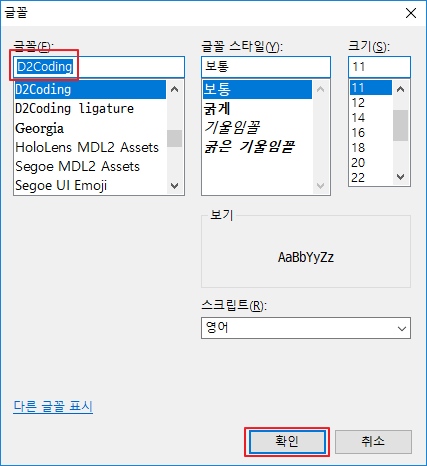 글꼴
글꼴(F):
D2Coding
D2Coding
D2Coding ligature
Georgia
HoloLens MDL2 Assets
Segoe MDL2 Assets
Segoe UI Emoji
글꼴 스타일(Y):
보통
보통
굵게
기울임꼴
굵은 기울임꼴
크기(S):
11
11
12
14
16
18
20
22
보기
AaBbYyZz
스크립트(R):
영어
다른 글꼴 표시
확인
취소